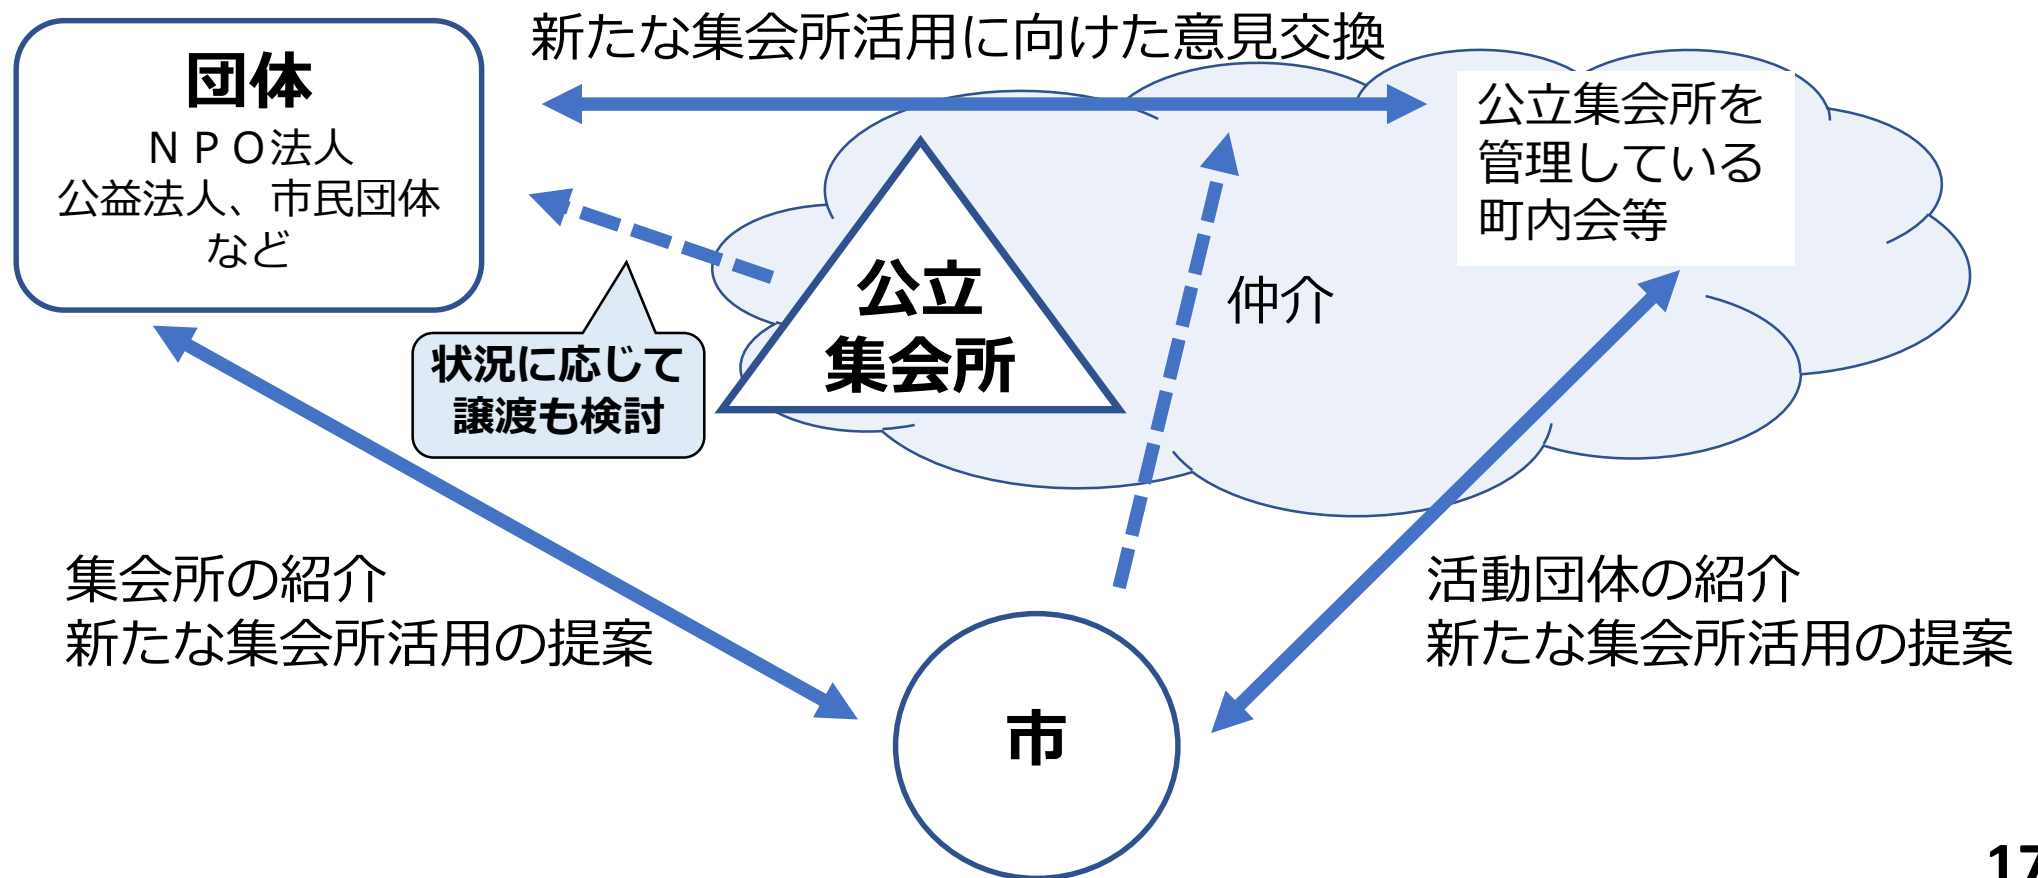 新たな集会所活用に向けた意見交換
団体
ＮＰＯ法人
公益法人、市民団体
など
公立集会所を
管理している
町内会等
公立
集会所
仲介
状況に応じて
譲渡も検討
集会所の紹介
新たな集会所活用の提案
活動団体の紹介
新たな集会所活用の提案
市
17